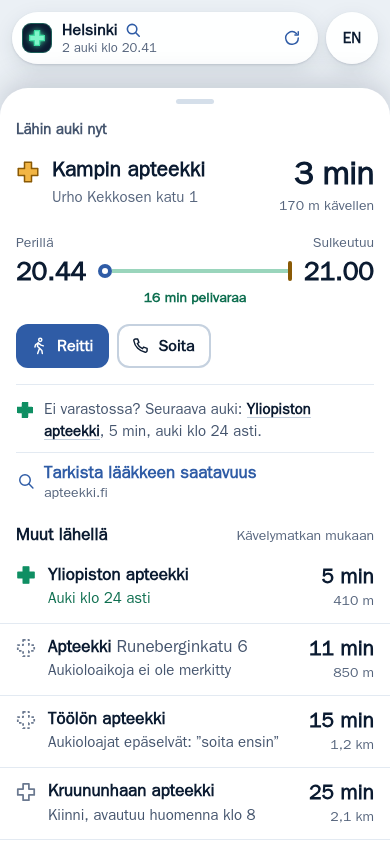 Helsinki
2 auki klo 20.41
EN
Lähin auki nyt
Kampin apteekki
3 min
Urho Kekkosen katu 1
170 m kävellen
Perillä
Sulkeutuu
20.44
21.00
16 min pelivaraa
Reitti
Soita
Ei varastossa? Seuraava auki: Yliopiston
apteekki, 5 min, auki klo 24 asti.
Tarkista lääkkeen saatavuus
apteekki.fi
Muut lähellä
Kävelymatkan mukaan
Yliopiston apteekki
5 min
Auki klo 24 asti
410 m
Apteekki Runeberginkatu 6
11 min
Aukioloaikoja ei ole merkitty
850 m
Töölön apteekki
15 min
Aukioloajat epäselvät: ”soita ensin”
1,2 km
Kruununhaan apteekki
25 min
Kiinni, avautuu huomenna klo 8
2,1 km